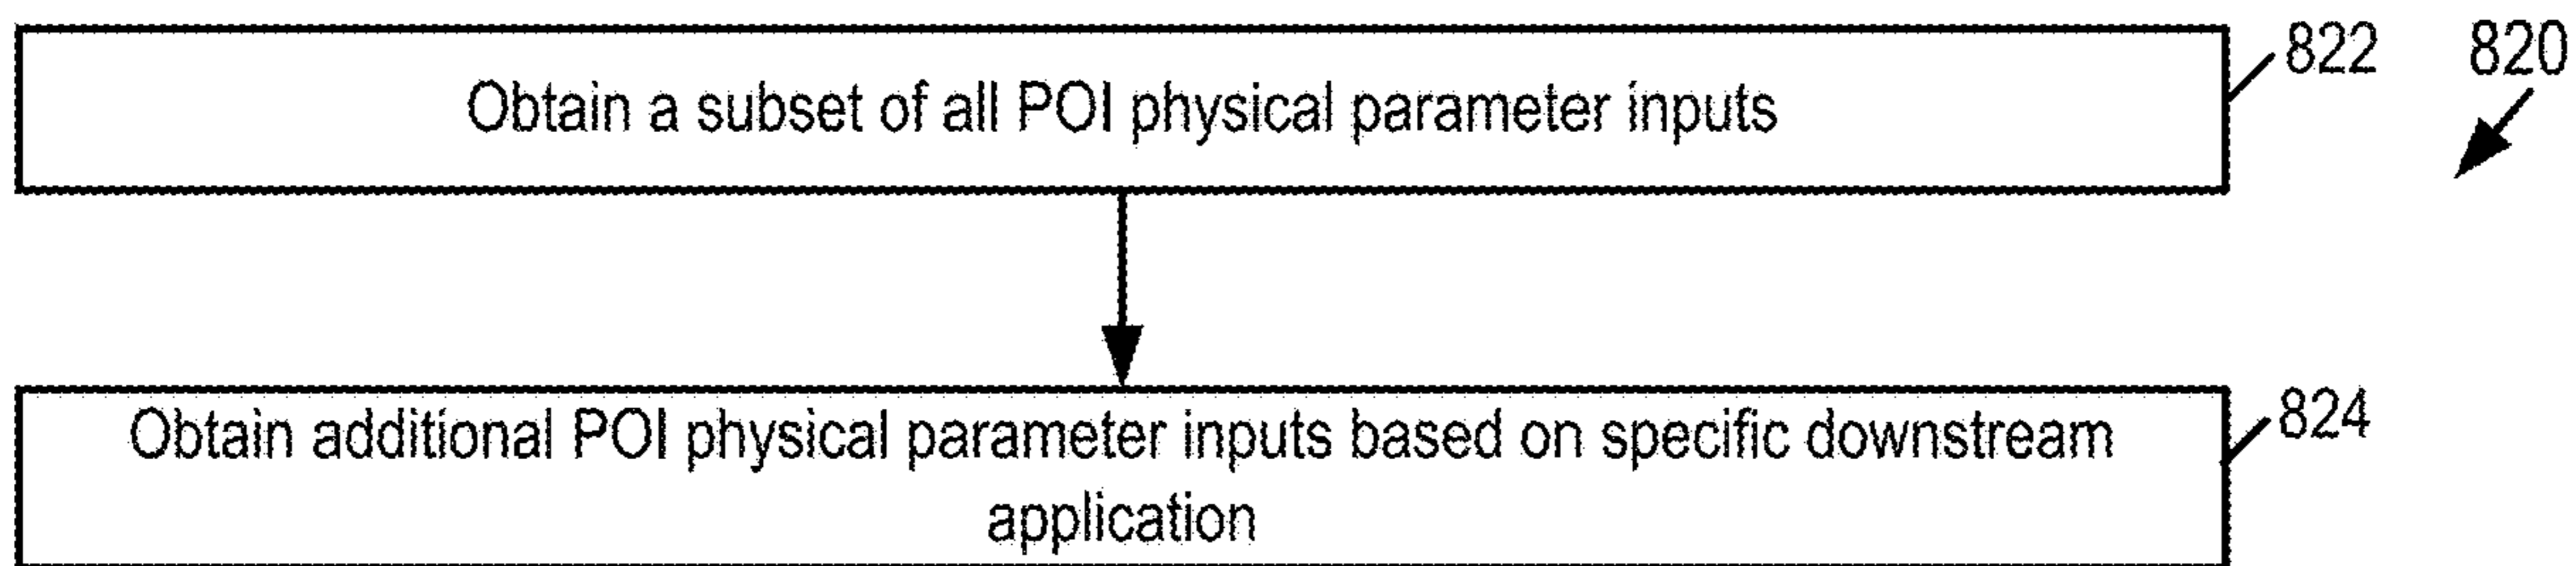 Obtain a subset of all POI physical parameter inputs
822
820
Obtain additional POI physical parameter inputs based on specific downstream
application
824